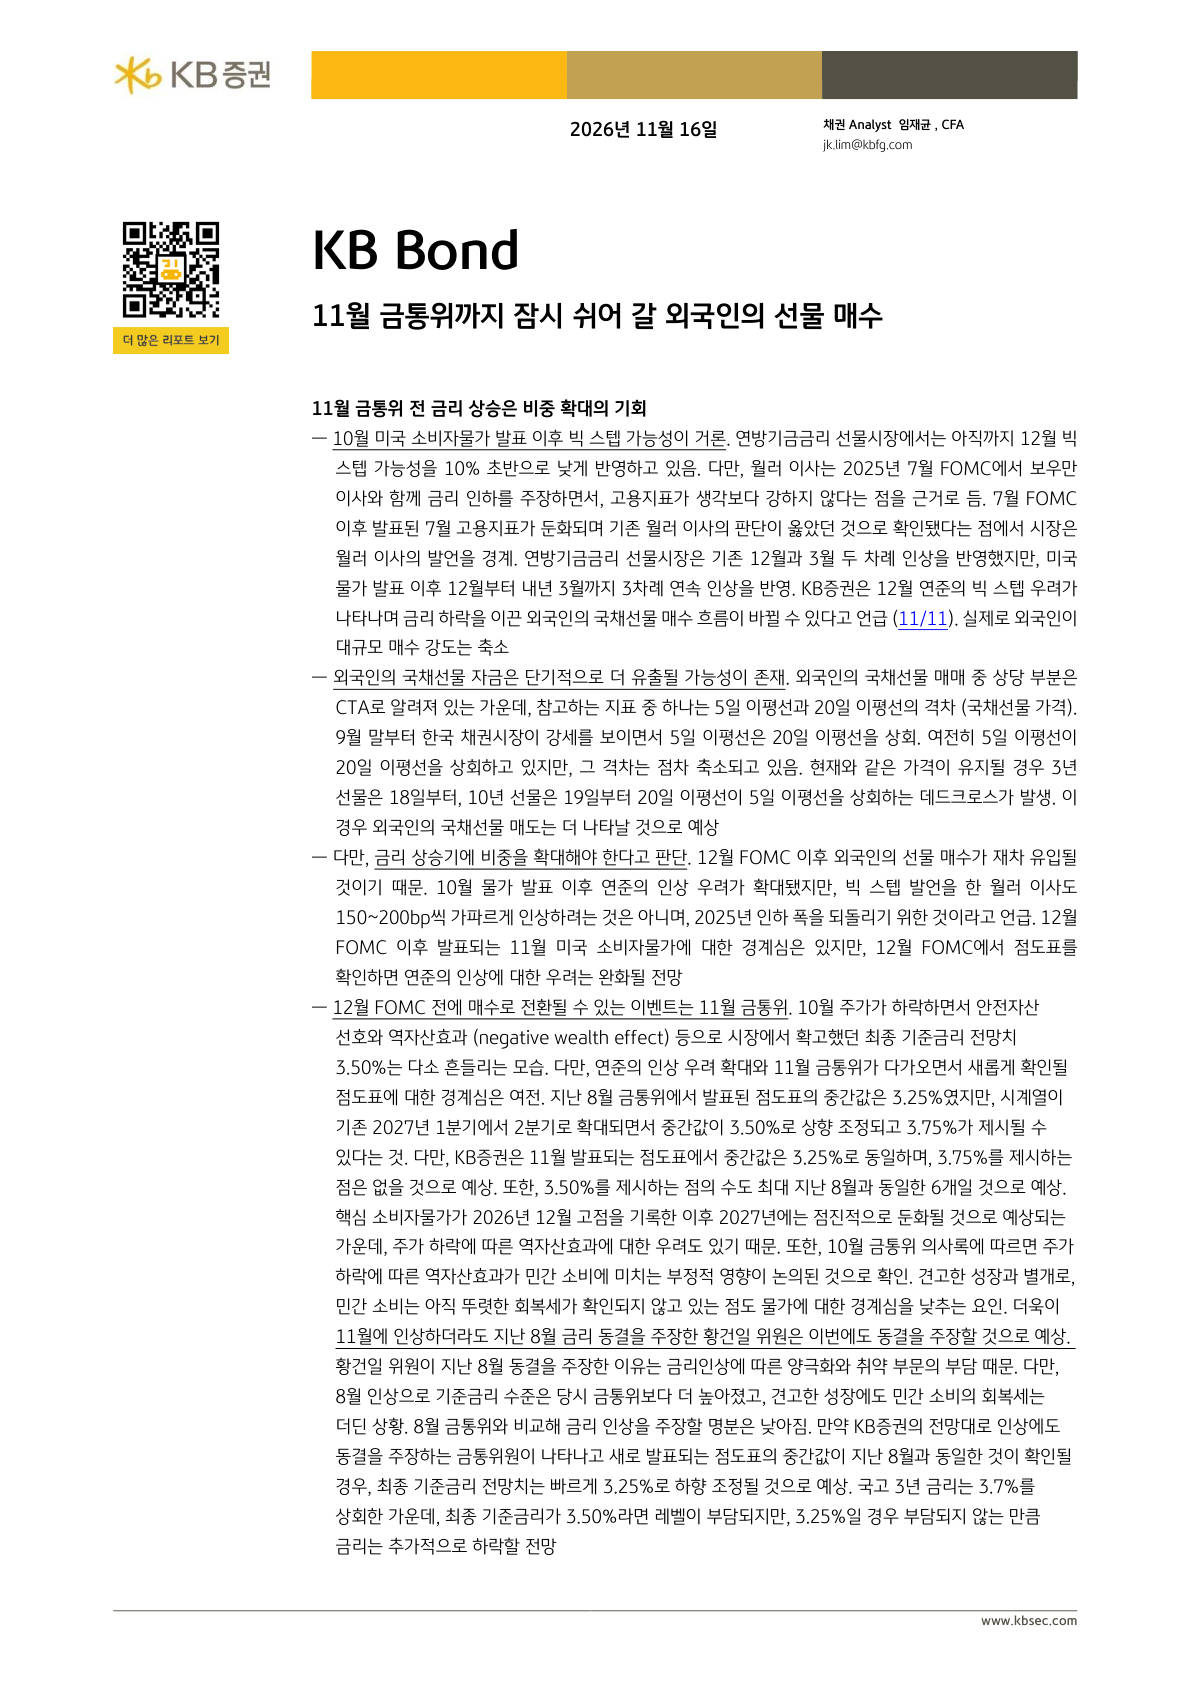 KB증권
2026년 11월 16일
채권 Analyst 임재균 , CFA
jk.lim@kbfg.com
더 많은 리포트 보기
KB Bond
11월 금통위까지 잠시 쉬어 갈 외국인의 선물 매수
11월 금통위 전 금리 상승은 비중 확대의 기회
— 10월 미국 소비자물가 발표 이후 빅 스텝 가능성이 거론. 연방기금금리 선물시장에서는 아직까지 12월 빅
스텝 가능성을 10% 초반으로 낮게 반영하고 있음. 다만, 월러 이사는 2025년 7월 FOMC에서 보우만
이사와 함께 금리 인하를 주장하면서, 고용지표가 생각보다 강하지 않다는 점을 근거로 듬. 7월 FOMC
이후 발표된 7월 고용지표가 둔화되며 기존 월러 이사의 판단이 옳았던 것으로 확인됐다는 점에서 시장은
월러 이사의 발언을 경계. 연방기금금리 선물시장은 기존 12월과 3월 두 차례 인상을 반영했지만, 미국
물가 발표 이후 12월부터 내년 3월까지 3차례 연속 인상을 반영. KB증권은 12월 연준의 빅 스텝 우려가
나타나며 금리 하락을 이끈 외국인의 국채선물 매수 흐름이 바뀔 수 있다고 언급 (11/11). 실제로 외국인이
대규모 매수 강도는 축소
— 외국인의 국채선물 자금은 단기적으로 더 유출될 가능성이 존재. 외국인의 국채선물 매매 중 상당 부분은
CTA로 알려져 있는 가운데, 참고하는 지표 중 하나는 5일 이평선과 20일 이평선의 격차 (국채선물 가격).
9월 말부터 한국 채권시장이 강세를 보이면서 5일 이평선은 20일 이평선을 상회. 여전히 5일 이평선이
20일 이평선을 상회하고 있지만, 그 격차는 점차 축소되고 있음. 현재와 같은 가격이 유지될 경우 3년
선물은 18일부터, 10년 선물은 19일부터 20일 이평선이 5일 이평선을 상회하는 데드크로스가 발생. 이
경우 외국인의 국채선물 매도는 더 나타날 것으로 예상
— 다만, 금리 상승기에 비중을 확대해야 한다고 판단. 12월 FOMC 이후 외국인의 선물 매수가 재차 유입될
것이기 때문. 10월 물가 발표 이후 연준의 인상 우려가 확대됐지만, 빅 스텝 발언을 한 월러 이사도
150~200bp씩 가파르게 인상하려는 것은 아니며, 2025년 인하 폭을 되돌리기 위한 것이라고 언급. 12월
FOMC 이후 발표되는 11월 미국 소비자물가에 대한 경계심은 있지만, 12월 FOMC에서 점도표를
확인하면 연준의 인상에 대한 우려는 완화될 전망
— 12월 FOMC 전에 매수로 전환될 수 있는 이벤트는 11월 금통위. 10월 주가가 하락하면서 안전자산
선호와 역자산효과 (negative wealth effect) 등으로 시장에서 확고했던 최종 기준금리 전망치
3.50%는 다소 흔들리는 모습. 다만, 연준의 인상 우려 확대와 11월 금통위가 다가오면서 새롭게 확인될
점도표에 대한 경계심은 여전. 지난 8월 금통위에서 발표된 점도표의 중간값은 3.25%였지만, 시계열이
기존 2027년 1분기에서 2분기로 확대되면서 중간값이 3.50%로 상향 조정되고 3.75%가 제시될 수
있다는 것. 다만, KB증권은 11월 발표되는 점도표에서 중간값은 3.25%로 동일하며, 3.75%를 제시하는
점은 없을 것으로 예상. 또한, 3.50%를 제시하는 점의 수도 최대 지난 8월과 동일한 6개일 것으로 예상.
핵심 소비자물가가 2026년 12월 고점을 기록한 이후 2027년에는 점진적으로 둔화될 것으로 예상되는
가운데, 주가 하락에 따른 역자산효과에 대한 우려도 있기 때문. 또한, 10월 금통위 의사록에 따르면 주가
하락에 따른 역자산효과가 민간 소비에 미치는 부정적 영향이 논의된 것으로 확인. 견고한 성장과 별개로,
민간 소비는 아직 뚜렷한 회복세가 확인되지 않고 있는 점도 물가에 대한 경계심을 낮추는 요인. 더욱이
11월에 인상하더라도 지난 8월 금리 동결을 주장한 황건일 위원은 이번에도 동결을 주장할 것으로 예상.
황건일 위원이 지난 8월 동결을 주장한 이유는 금리인상에 따른 양극화와 취약 부문의 부담 때문. 다만,
8월 인상으로 기준금리 수준은 당시 금통위보다 더 높아졌고, 견고한 성장에도 민간 소비의 회복세는
더딘 상황. 8월 금통위와 비교해 금리 인상을 주장할 명분은 낮아짐. 만약 KB증권의 전망대로 인상에도
동결을 주장하는 금통위원이 나타나고 새로 발표되는 점도표의 중간값이 지난 8월과 동일한 것이 확인될
경우, 최종 기준금리 전망치는 빠르게 3.25%로 하향 조정될 것으로 예상. 국고 3년 금리는 3.7%를
상회한 가운데, 최종 기준금리가 3.50%라면 레벨이 부담되지만, 3.25%일 경우 부담되지 않는 만큼
금리는 추가적으로 하락할 전망
www.kbsec.com